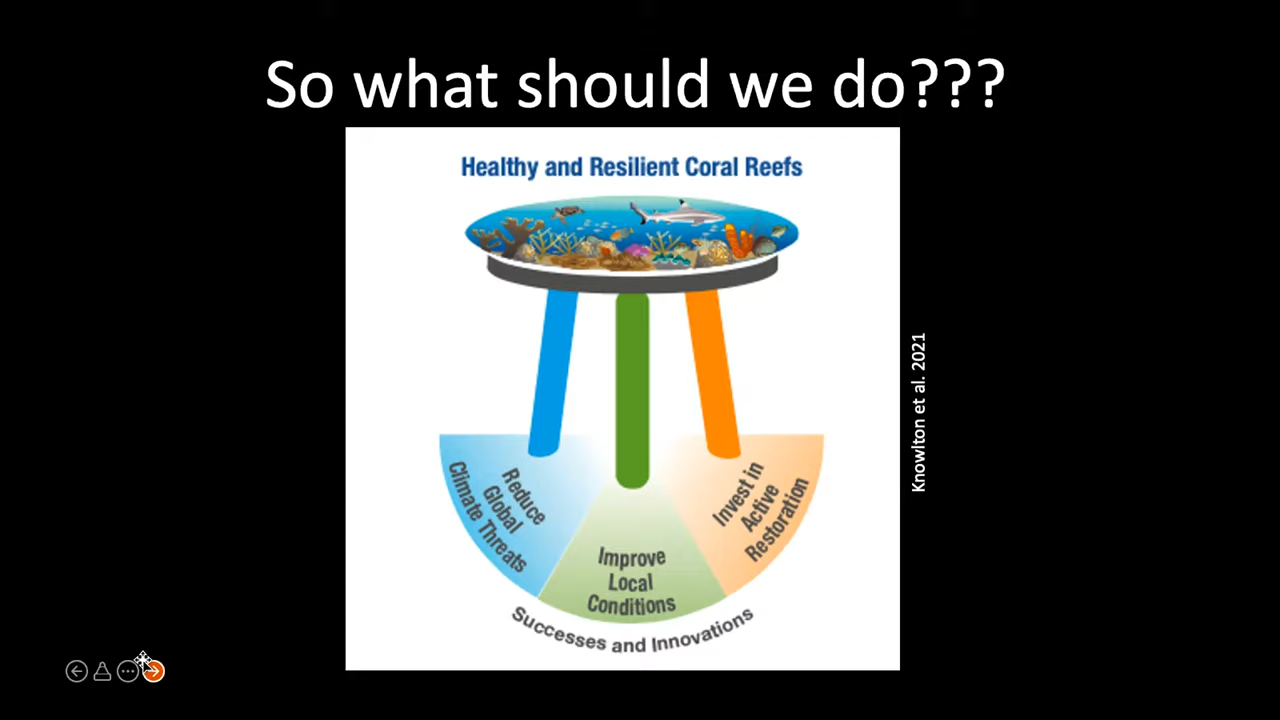 So what should we do???
Healthy and Resilient Coral Reefs
Reduce
Global
Climate Threats
Improve
Local
Conditions
Invest in
Active
Restoration
Successes and Innovations
Knowlton et al. 2021